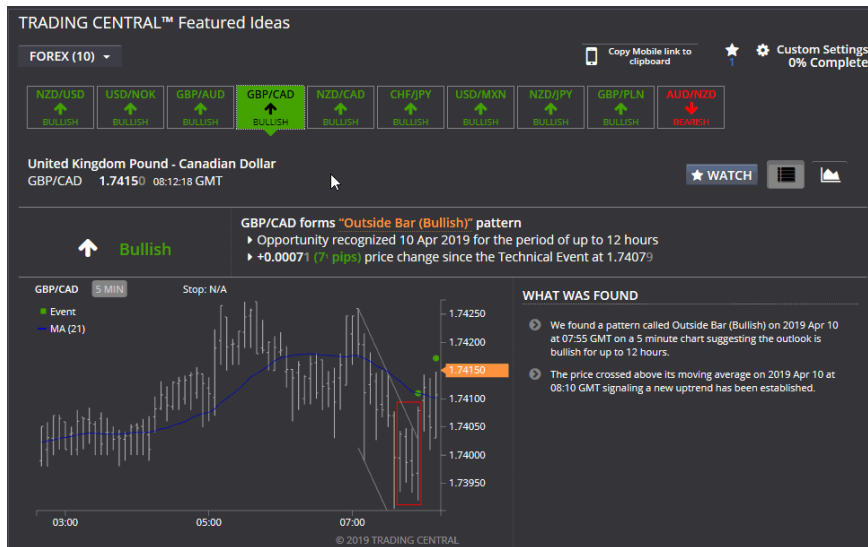 TRADING CENTRAL™ Featured Ideas
FOREX (10)
Copy Mobile link to
clipboard
1
Custom Settings
0% Complete
NZD/USD USD/NOK GBP/AUD GBP/CAD NZD/CAD CHF/JPY USD/MXN NZD/JPY GBP/PLN AUD/NZD
BULLISH BULLISH BULLISH BULLISH BULLISH BULLISH BULLISH BULLISH BULLISH BEARISH
United Kingdom Pound - Canadian Dollar
GBP/CAD 1.74150 08:12:18 GMT
WATCH
Bullish
GBP/CAD forms “Outside Bar (Bullish)” pattern
Opportunity recognized 10 Apr 2019 for the period of up to 12 hours
+0.00071 (7¹ pips) price change since the Technical Event at 1.74079
GBP/CAD 5 MIN Stop: N/A
Event
MA (21)
1.74250
1.74200
1.74150
1.74100
1.74050
1.74000
1.73950
03:00 05:00 07:00
© 2019 TRADING CENTRAL
WHAT WAS FOUND
We found a pattern called Outside Bar (Bullish) on 2019 Apr 10
at 07:55 GMT on a 5 minute chart suggesting the outlook is
bullish for up to 12 hours.
The price crossed above its moving average on 2019 Apr 10 at
08:10 GMT signaling a new uptrend has been established.